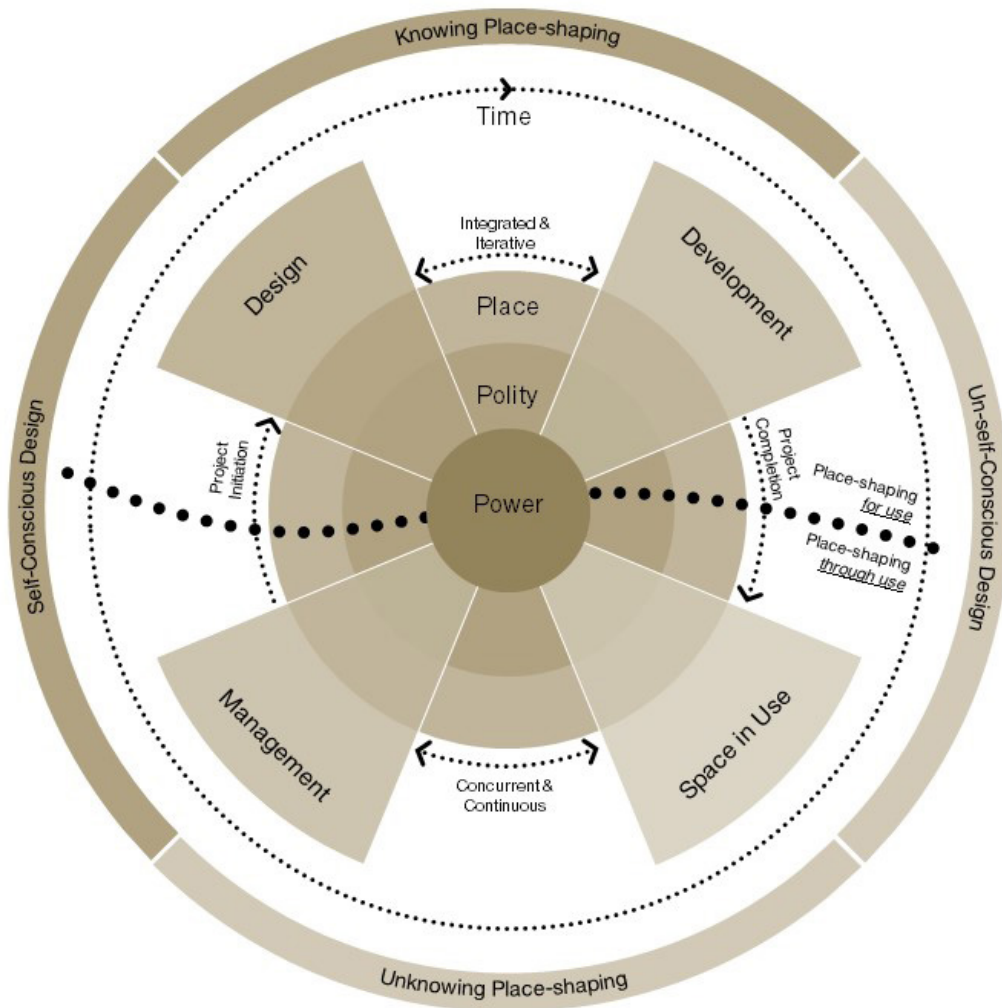 Knowing Place-shaping
Time
Integrated &
Iterative
Design
Development
Place
Polity
Power
Self-Conscious Design
Un-self-Conscious Design
Project
Initiation
Project
Completion
Place-shaping
for use
Place-shaping
through use
Management
Space in Use
Concurrent &
Continuous
Unknowing Place-shaping